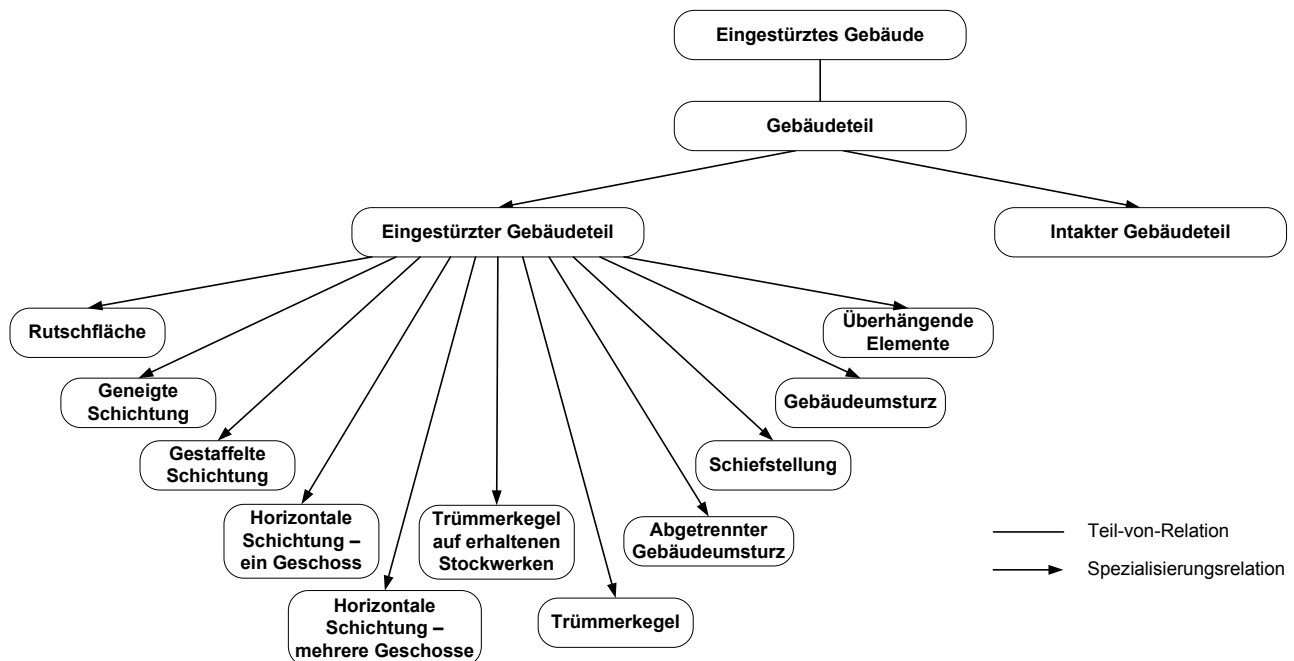 Eingestürztes Gebäude
Gebäudeteil
Eingestürzter Gebäudeteil
Intakter Gebäudeteil
Rutschfläche
Überhängende
Elemente
Geneigte
Schichtung
Gebäudeumsturz
Gestaffelte
Schichtung
Schiefstellung
Horizontale
Schichtung –
ein Geschoss
Trümmerkegel
auf erhaltenen
Stockwerken
Abgetrennter
Gebäudeumsturz
Horizontale
Schichtung –
mehrere Geschosse
Trümmerkegel
Teil-von-Relation
Spezialisierungsrelation